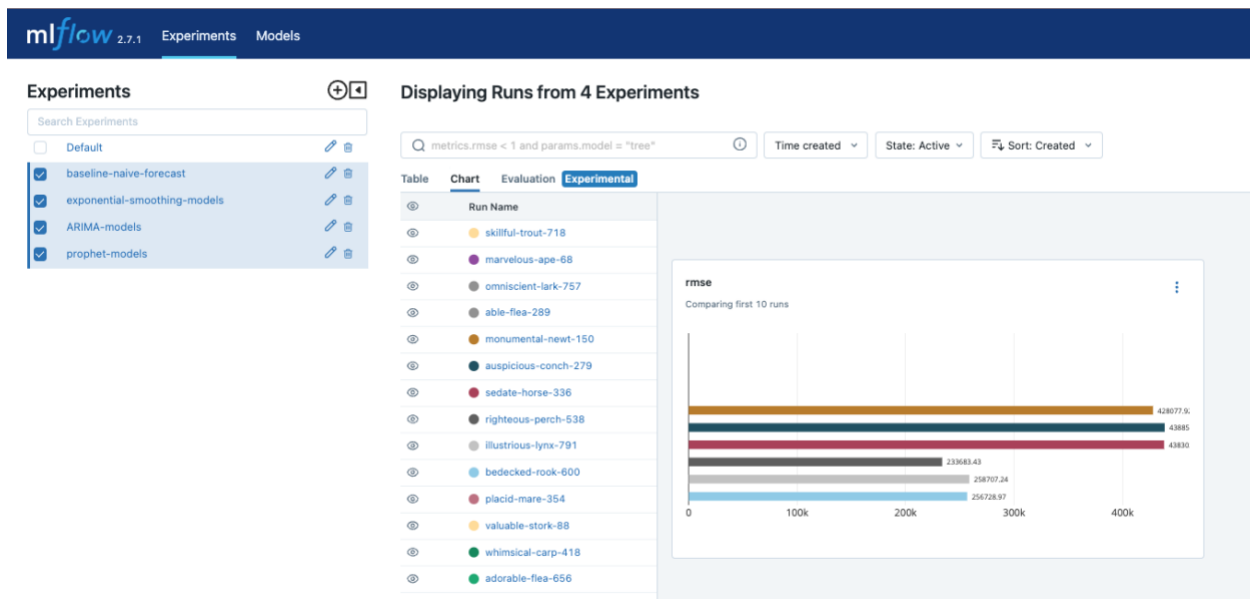 mlflow 2.7.1 Experiments Models
Experiments
Search Experiments
Default
baseline-naive-forecast
exponential-smoothing-models
ARIMA-models
prophet-models
Displaying Runs from 4 Experiments
metrics.rmse < 1 and params.model = "tree"
Time created
State: Active
Sort: Created
Table Chart Evaluation Experimental
Run Name
skillful-trout-718
marvelous-ape-68
omniscient-lark-757
able-flea-289
monumental-newt-150
auspicious-conch-279
sedate-horse-336
righteous-perch-538
illustrious-lynx-791
bedecked-rook-600
placid-mare-354
valuable-stork-88
whimsical-carp-418
adorable-flea-656
rmse
Comparing first 10 runs
428077.9
43885
43830
233683.43
258707.24
256728.97
0 100k 200k 300k 400k